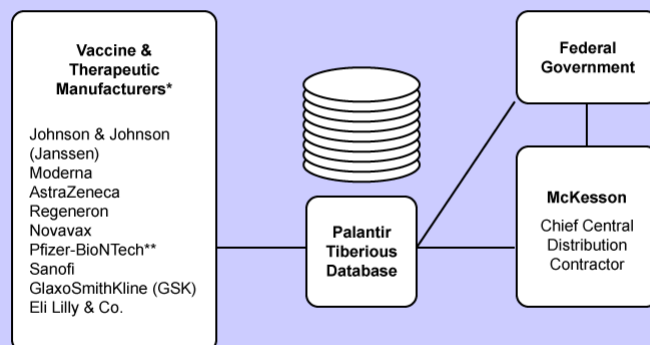 Vaccine &
Therapeutic
Manufacturers*
Johnson & Johnson
(Janssen)
Moderna
AstraZeneca
Regeneron
Novavax
Pfizer-BioNTech**
Sanofi
GlaxoSmithKline (GSK)
Eli Lilly & Co.
Palantir
Tiberious
Database
Federal
Government
McKesson
Chief Central
Distribution
Contractor